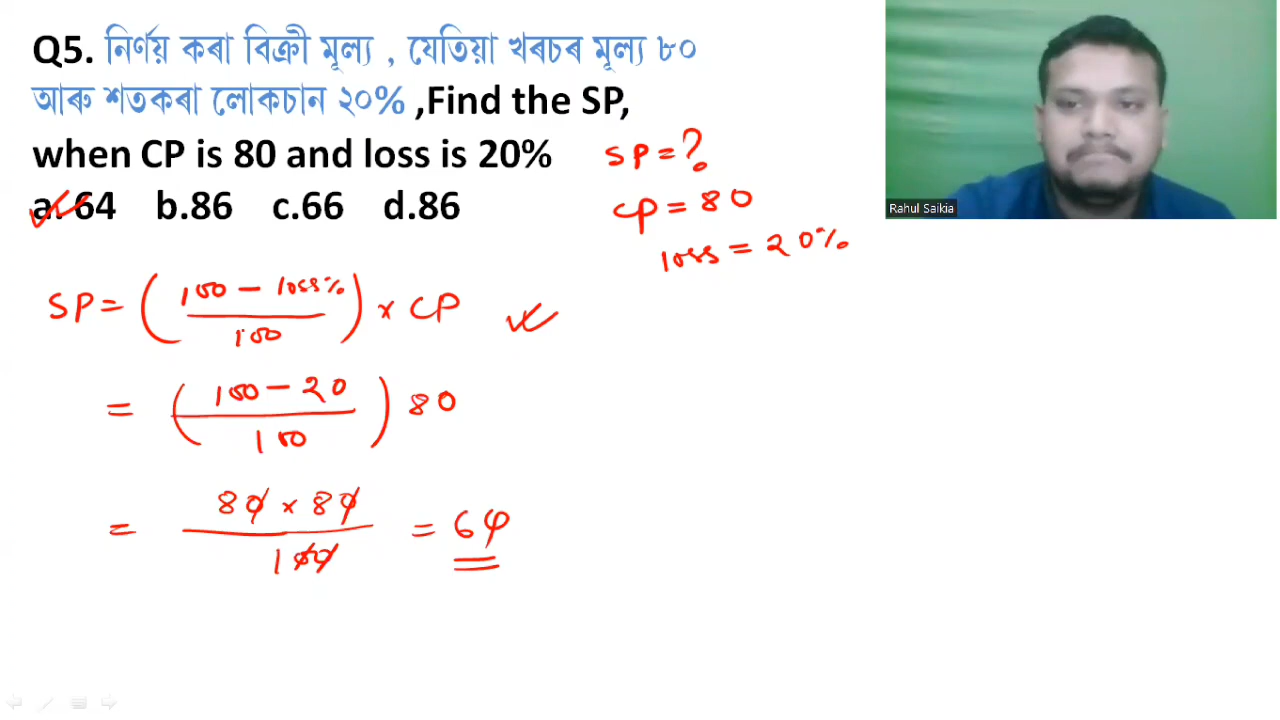 Q5. নিৰ্ণয় কৰা বিক্ৰী মূল্য , যেতিয়া খৰচৰ মূল্য ৮০
আৰু শতকৰা লোকচান ২০% ,Find the SP,
when CP is 80 and loss is 20%
a. 64 b.86 c.66 d.86
SP = ?
CP = 80
loss = 20%
Rahul Saikia
SP = ( 100 - loss% / 100 ) x CP
= ( 100 - 20 / 100 ) 80
= 80 x 80 / 100 = 64